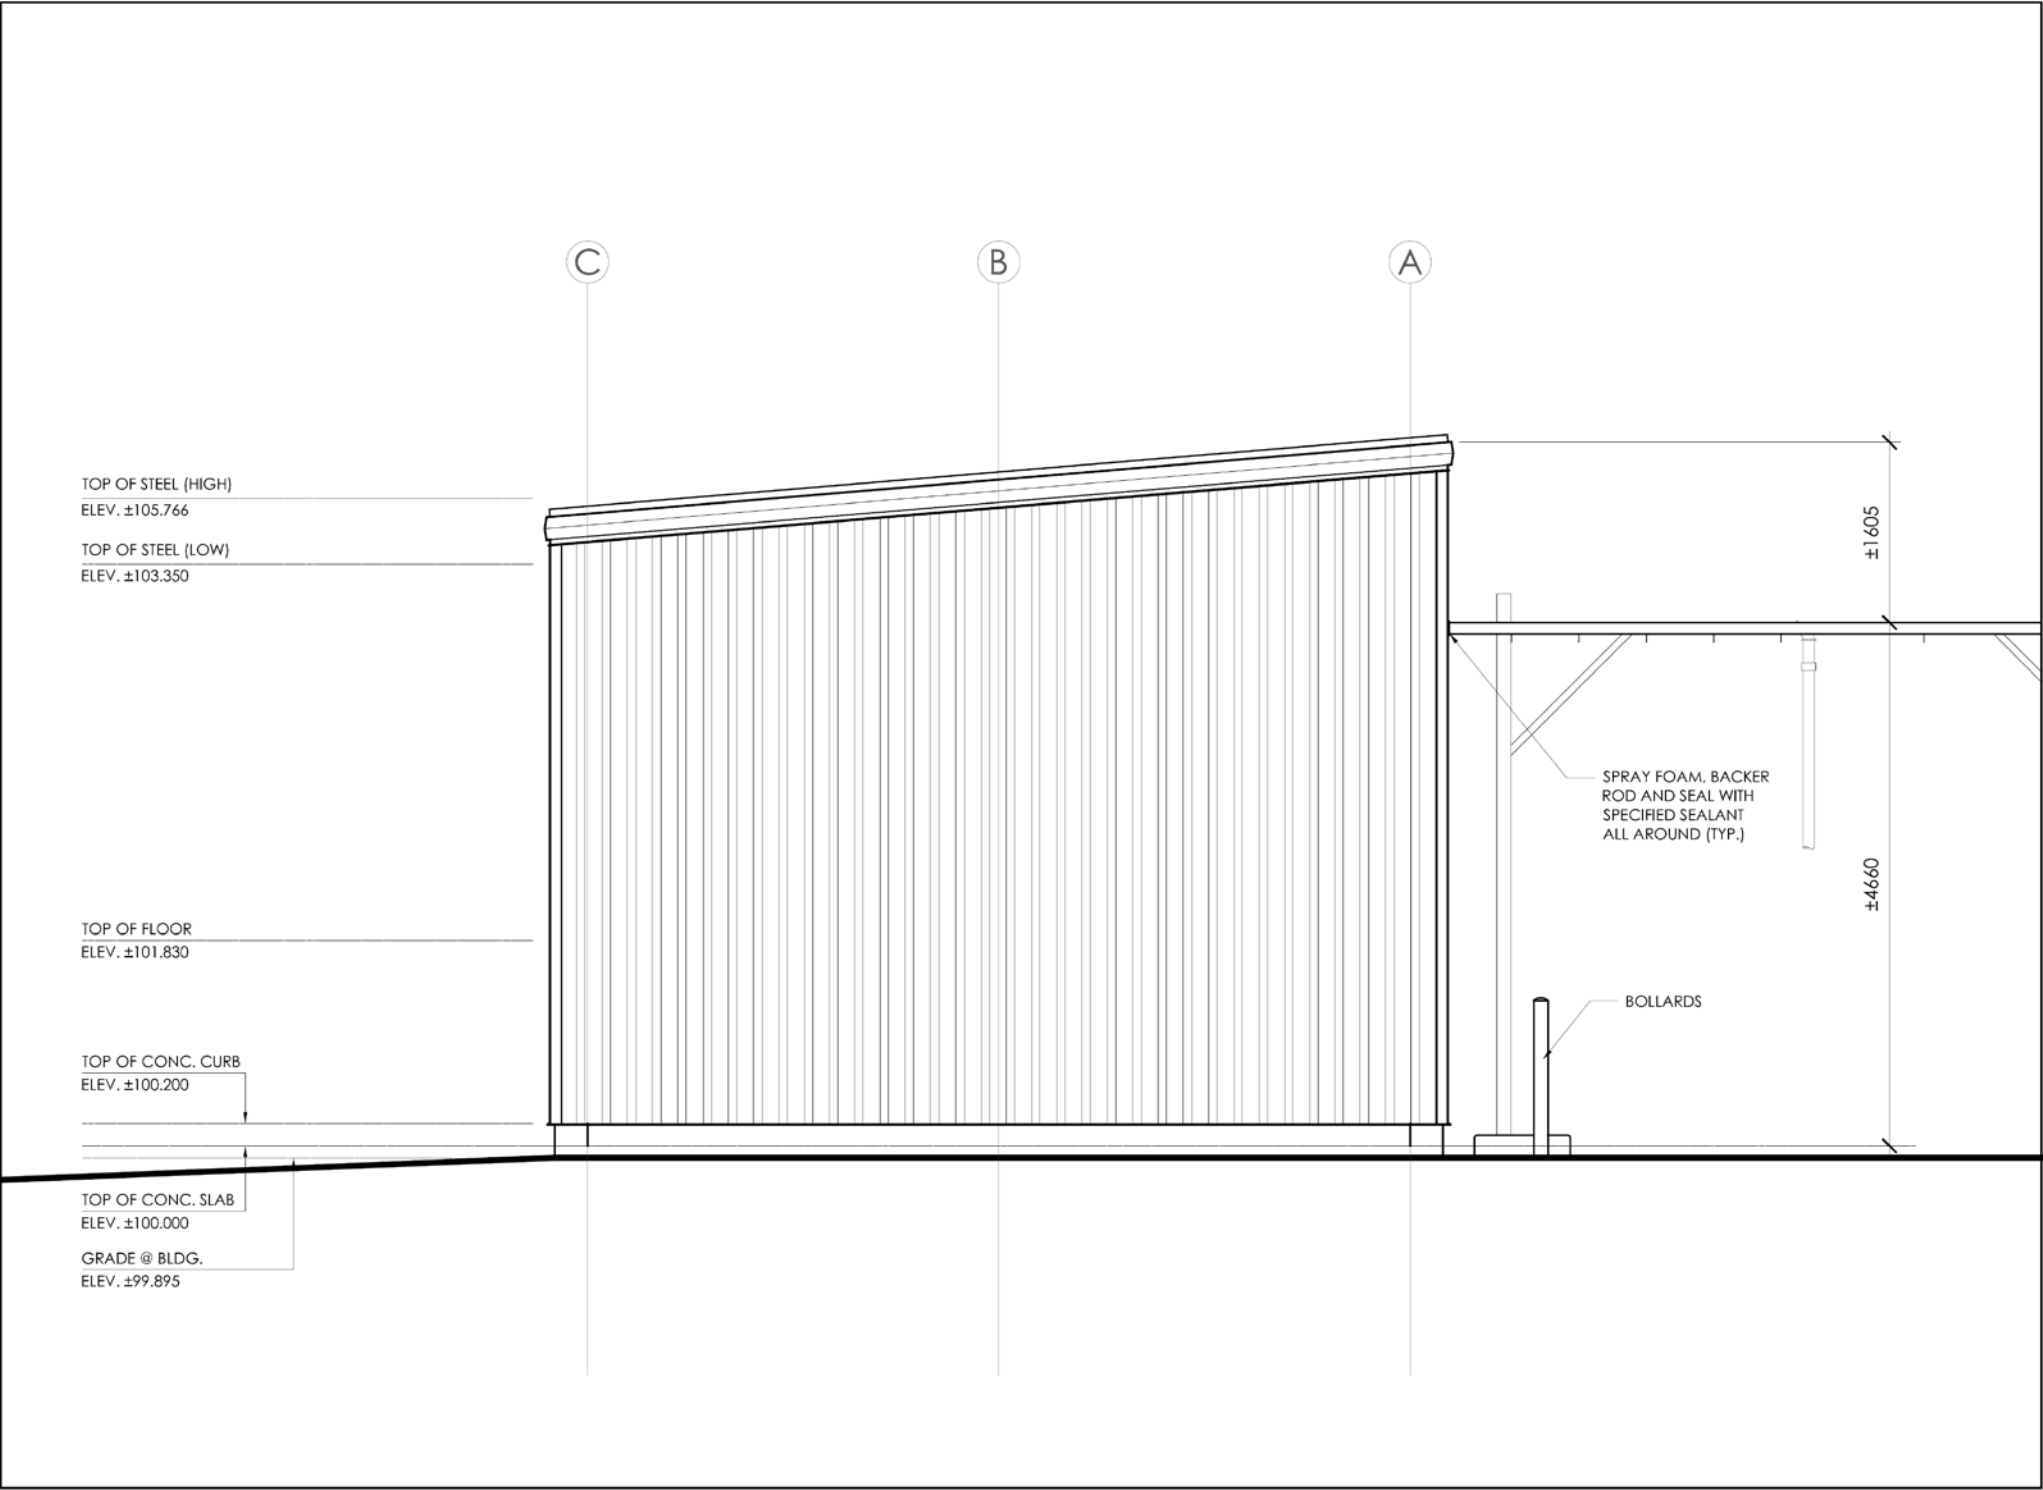 C
B
A
TOP OF STEEL (HIGH)
ELEV. ±105.766
TOP OF STEEL (LOW)
ELEV. ±103.350
±1605
SPRAY FOAM, BACKER
ROD AND SEAL WITH
SPECIFIED SEALANT
ALL AROUND (TYP.)
±4660
TOP OF FLOOR
ELEV. ±101.830
BOLLARDS
TOP OF CONC. CURB
ELEV. ±100.200
TOP OF CONC. SLAB
ELEV. ±100.000
GRADE @ BLDG.
ELEV. ±99.895